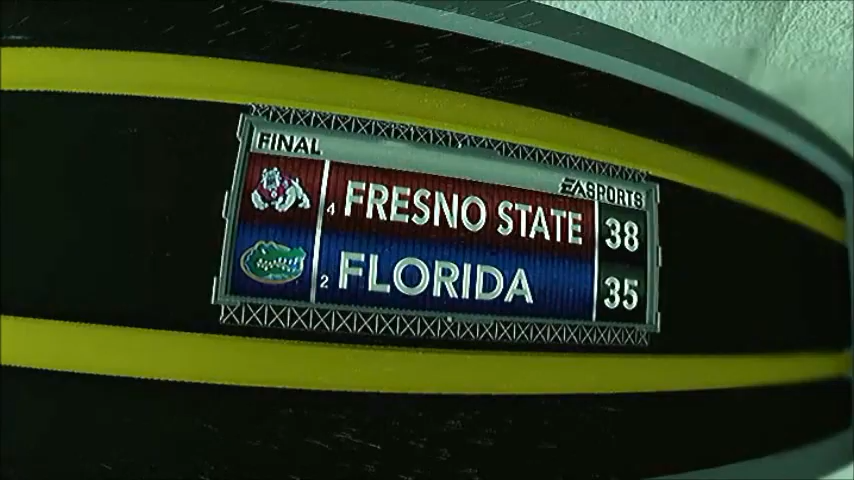 FINAL
EA SPORTS
4 FRESNO STATE 38
2 FLORIDA 35